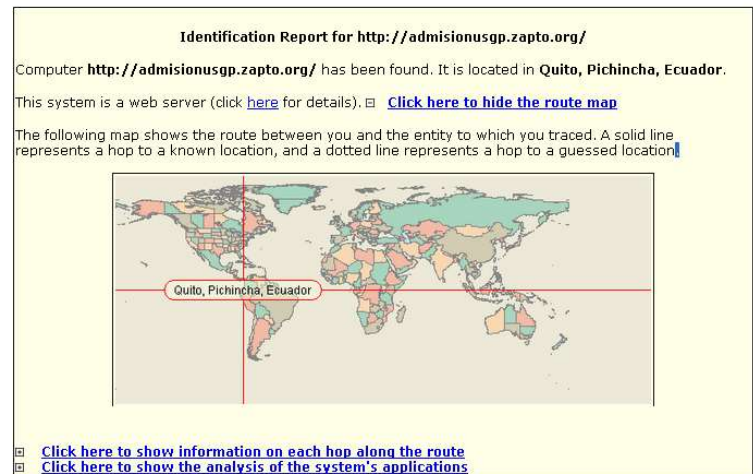 Identification Report for http://admisionusgp.zapto.org/
Computer http://admisionusgp.zapto.org/ has been found. It is located in Quito, Pichincha, Ecuador.
This system is a web server (click here for details). Click here to hide the route map
The following map shows the route between you and the entity to which you traced. A solid line
represents a hop to a known location, and a dotted line represents a hop to a guessed location.
Quito, Pichincha, Ecuador
Click here to show information on each hop along the route
Click here to show the analysis of the system's applications